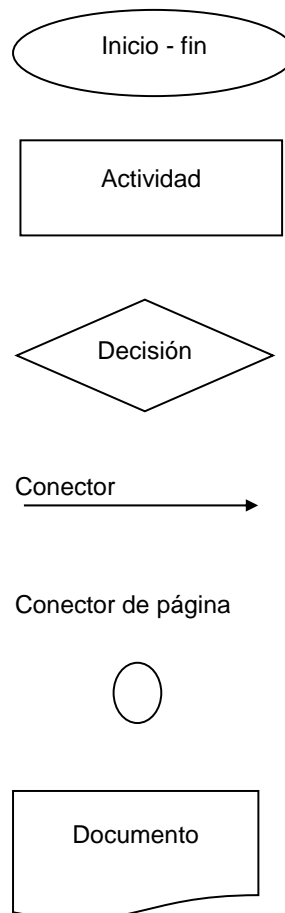 Inicio - fin
Actividad
Decisión
Conector
Conector de página
Documento